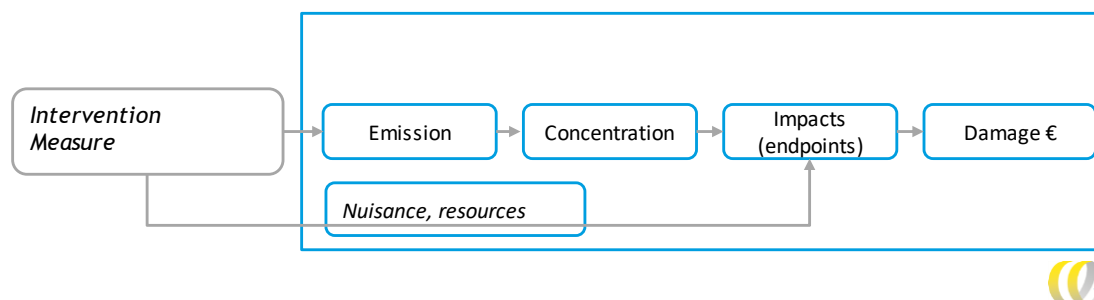 Intervention
Measure
Emission
Concentration
Impacts
(endpoints)
Damage €
Nuisance, resources